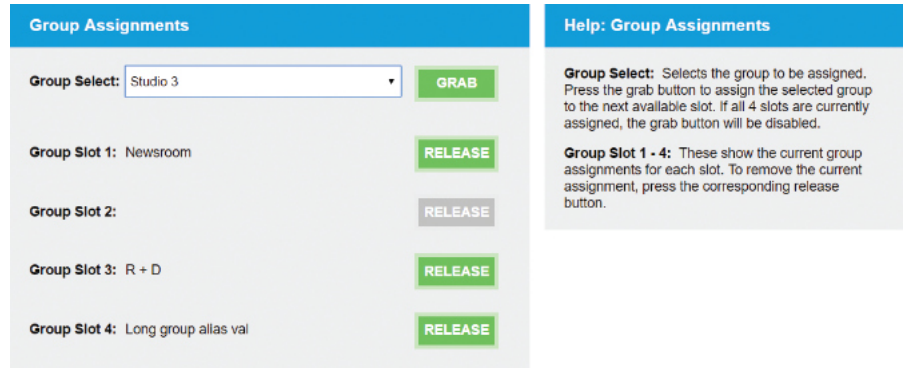 Group Assignments
Group Select: Studio 3
GRAB
Group Slot 1: Newsroom
RELEASE
Group Slot 2:
RELEASE
Group Slot 3: R + D
RELEASE
Group Slot 4: Long group alias val
RELEASE
Help: Group Assignments
Group Select: Selects the group to be assigned.
Press the grab button to assign the selected group
to the next available slot. If all 4 slots are currently
assigned, the grab button will be disabled.
Group Slot 1 - 4: These show the current group
assignments for each slot. To remove the current
assignment, press the corresponding release
button.